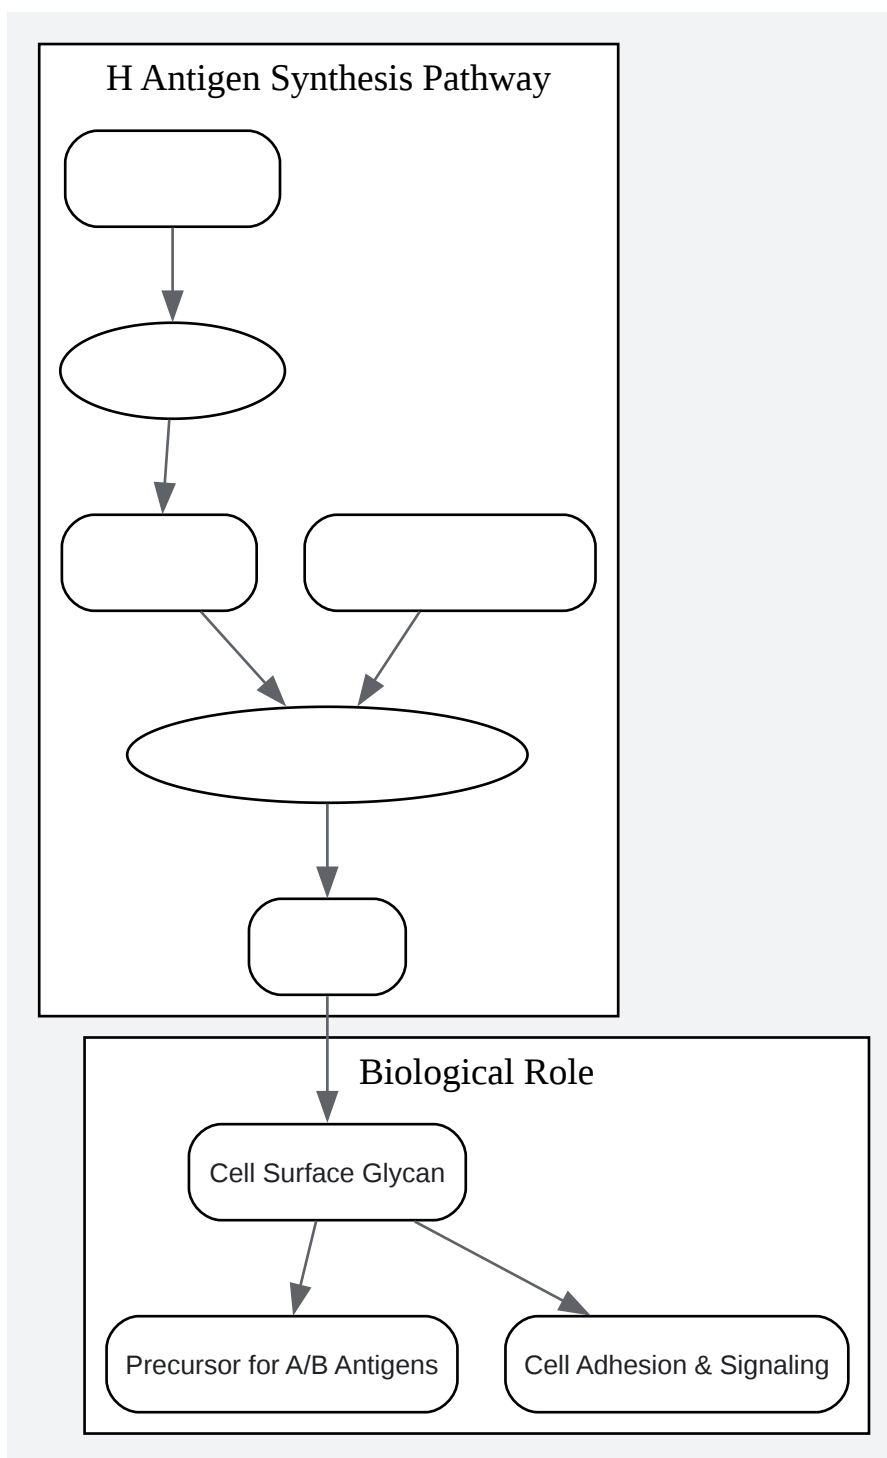 H Antigen Synthesis Pathway
Biological Role
Cell Surface Glycan
Precursor for A/B Antigens
Cell Adhesion & Signaling